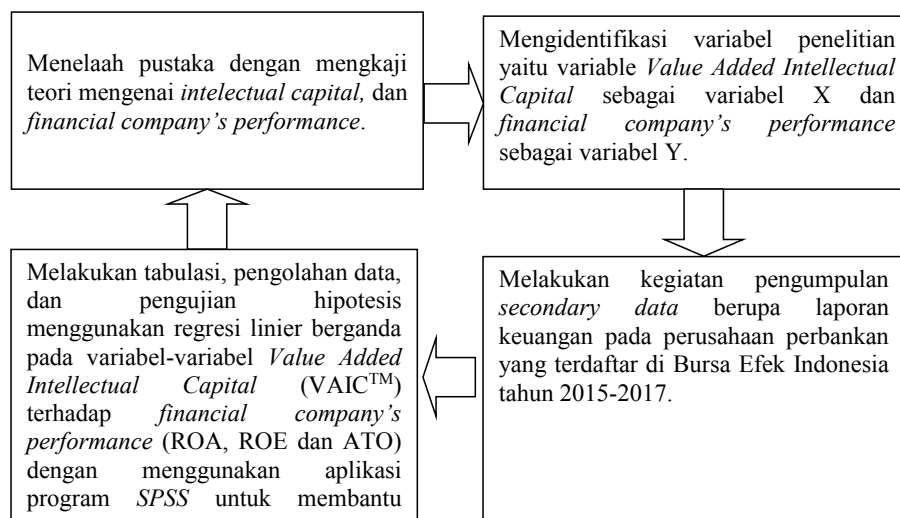 Menelaah pustaka dengan mengkaji
teori mengenai intelectual capital, dan
financial company's performance.
Mengidentifikasi variabel penelitian
yaitu variable Value Added Intellectual
Capital sebagai variabel X dan
financial company's performance
sebagai variabel Y.
Melakukan kegiatan pengumpulan
secondary data berupa laporan
keuangan pada perusahaan perbankan
yang terdaftar di Bursa Efek Indonesia
tahun 2015-2017.
Melakukan tabulasi, pengolahan data,
dan pengujian hipotesis
menggunakan regresi linier berganda
pada variabel-variabel Value Added
Intellectual Capital (VAIC™)
terhadap financial company's
performance (ROA, ROE dan ATO)
dengan menggunakan aplikasi
program SPSS untuk membantu